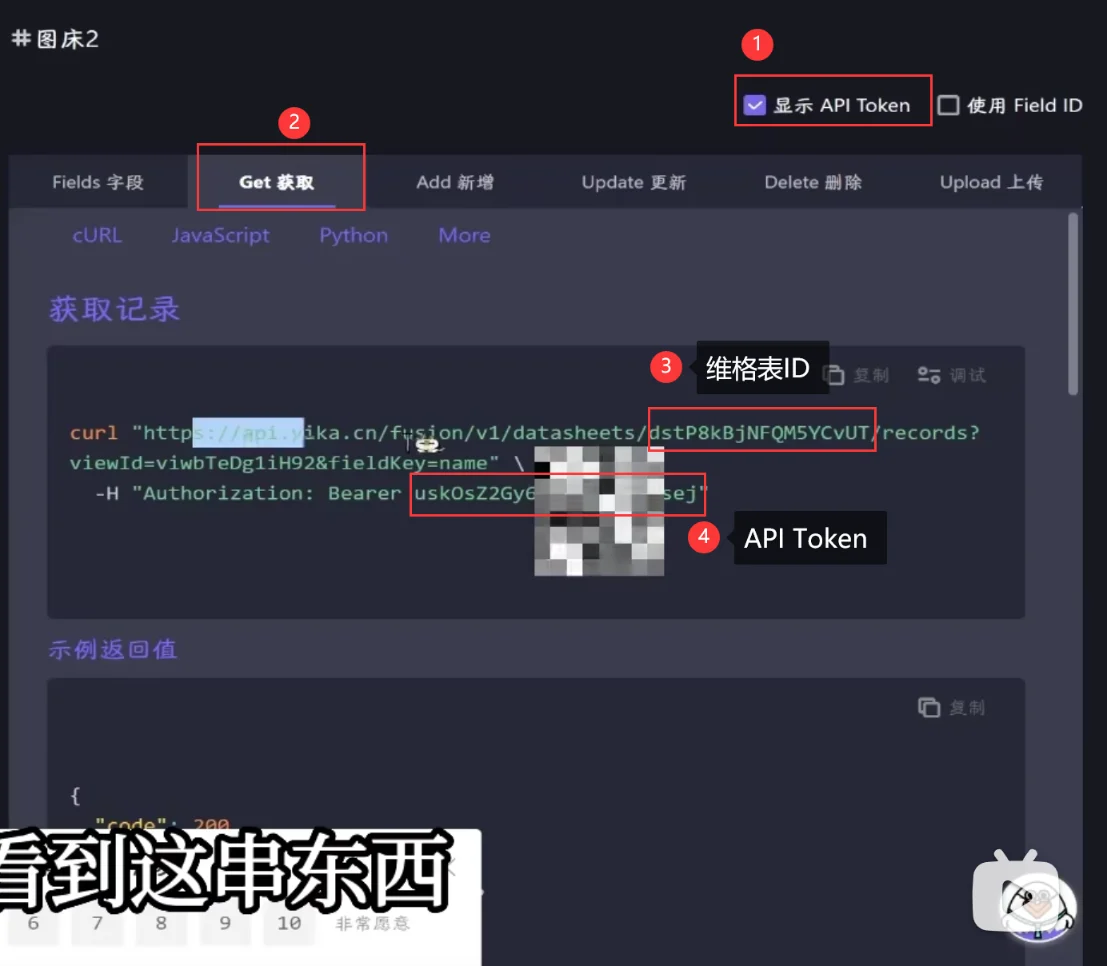 #图床2
1
显示 API Token
使用 Field ID
2
Fields 字段
Get 获取
Add 新增
Update 更新
Delete 删除
Upload 上传
cURL
JavaScript
Python
More
获取记录
3
维格表ID
复制
调试
curl "https://api.vika.cn/fusion/v1/datasheets/dstP8kBjNFQM5YCvUT/records?
viewId=viwbTeDg1iH92&fieldKey=name" \
-H "Authorization: Bearer uskOsZ2Gy sej"
4
API Token
示例返回值
复制
{
"code": 200
看到这串东西
6
7
8
9
10
非常愿意